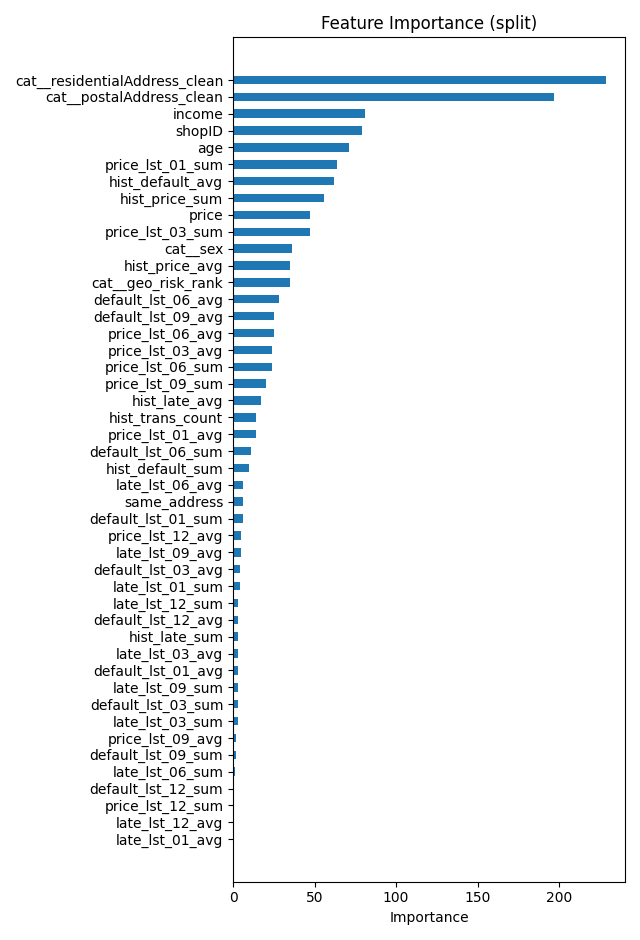 Feature Importance (split)
cat__residentialAddress_clean
cat__postalAddress_clean
income
shopID
age
price_lst_01_sum
hist_default_avg
hist_price_sum
price
price_lst_03_sum
cat__sex
hist_price_avg
cat__geo_risk_rank
default_lst_06_avg
default_lst_09_avg
price_lst_06_avg
price_lst_03_avg
price_lst_06_sum
price_lst_09_sum
hist_late_avg
hist_trans_count
price_lst_01_avg
default_lst_06_sum
hist_default_sum
late_lst_06_avg
same_address
default_lst_01_sum
price_lst_12_avg
late_lst_09_avg
default_lst_03_avg
late_lst_01_sum
late_lst_12_sum
default_lst_12_avg
hist_late_sum
late_lst_03_avg
default_lst_01_avg
late_lst_09_sum
default_lst_03_sum
late_lst_03_sum
price_lst_09_avg
default_lst_09_sum
late_lst_06_sum
default_lst_12_sum
price_lst_12_sum
late_lst_12_avg
late_lst_01_avg
0 50 100 150 200
Importance